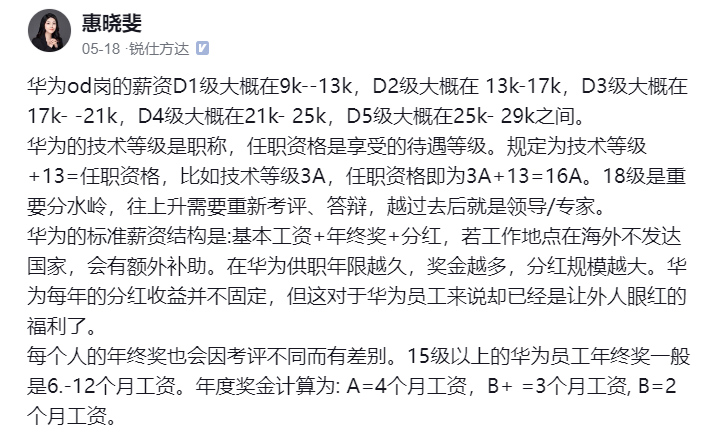 惠晓斐
05-18 ·锐仕方达
华为od岗的薪资D1级大概在9k--13k，D2级大概在 13k-17k，D3级大概在
17k- -21k，D4级大概在21k- 25k，D5级大概在25k- 29k之间。
华为的技术等级是职称，任职资格是享受的待遇等级。规定为技术等级
+13=任职资格，比如技术等级3A，任职资格即为3A+13=16A。18级是重
要分水岭，往上升需要重新考评、答辩，越过去后就是领导/专家。
华为的标准薪资结构是:基本工资+年终奖+分红，若工作地点在海外不发达
国家，会有额外补助。在华为供职年限越久，奖金越多，分红规模越大。华
为每年的分红收益并不固定，但这对于华为员工来说却已经是让外人眼红的
福利了。
每个人的年终奖也会因考评不同而有差别。15级以上的华为员工年终奖一般
是6.-12个月工资。年度奖金计算为: A=4个月工资，B+ =3个月工资, B=2
个月工资。